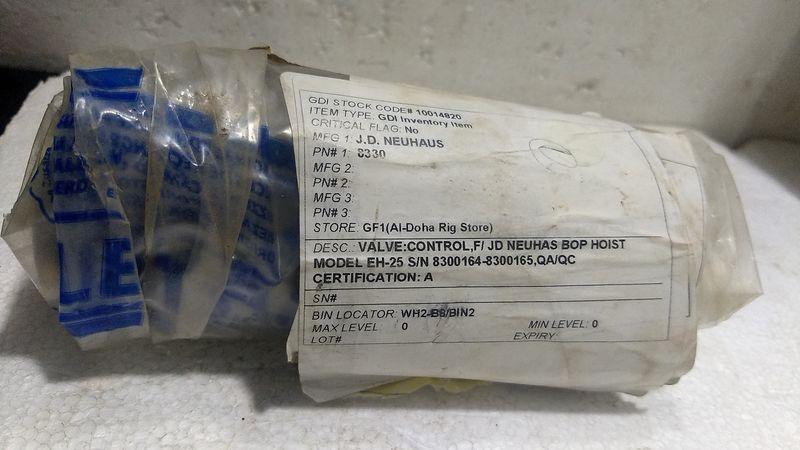 GDI STOCK CODE# 10014820
ITEM TYPE: GDI Inventory Item
CRITICAL FLAG: No
MFG 1: J.D. NEUHAUS
PN# 1: 8330
MFG 2:
PN# 2:
MFG 3:
PN# 3:
STORE: GF1(Al-Doha Rig Store)
DESC.: VALVE:CONTROL,F/ JD NEUHAS BOP HOIST
MODEL EH-25 S/N 8300164-8300165,QA/QC
CERTIFICATION: A
SN#
BIN LOCATOR: WH2-B8/BIN2
MAX LEVEL 0 MIN LEVEL: 0
LOT# EXPIRY:
LE